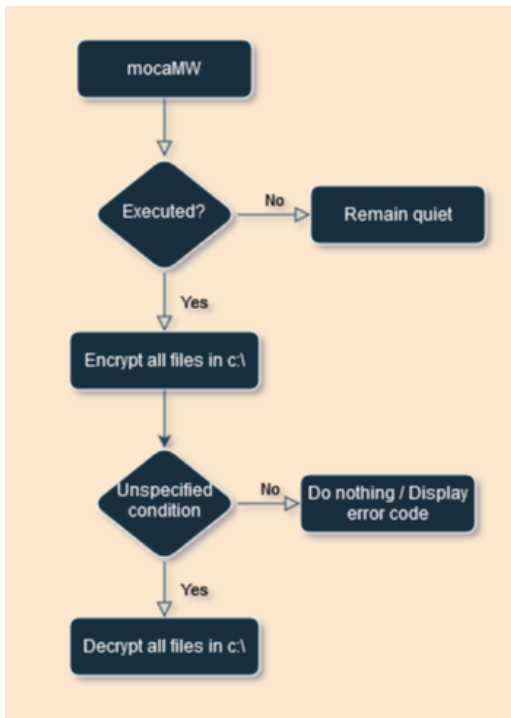 mocaMW
Executed?
No
Remain quiet
Yes
Encrypt all files in c:\
Unspecified
condition
No
Do nothing / Display
error code
Yes
Decrypt all files in c:\